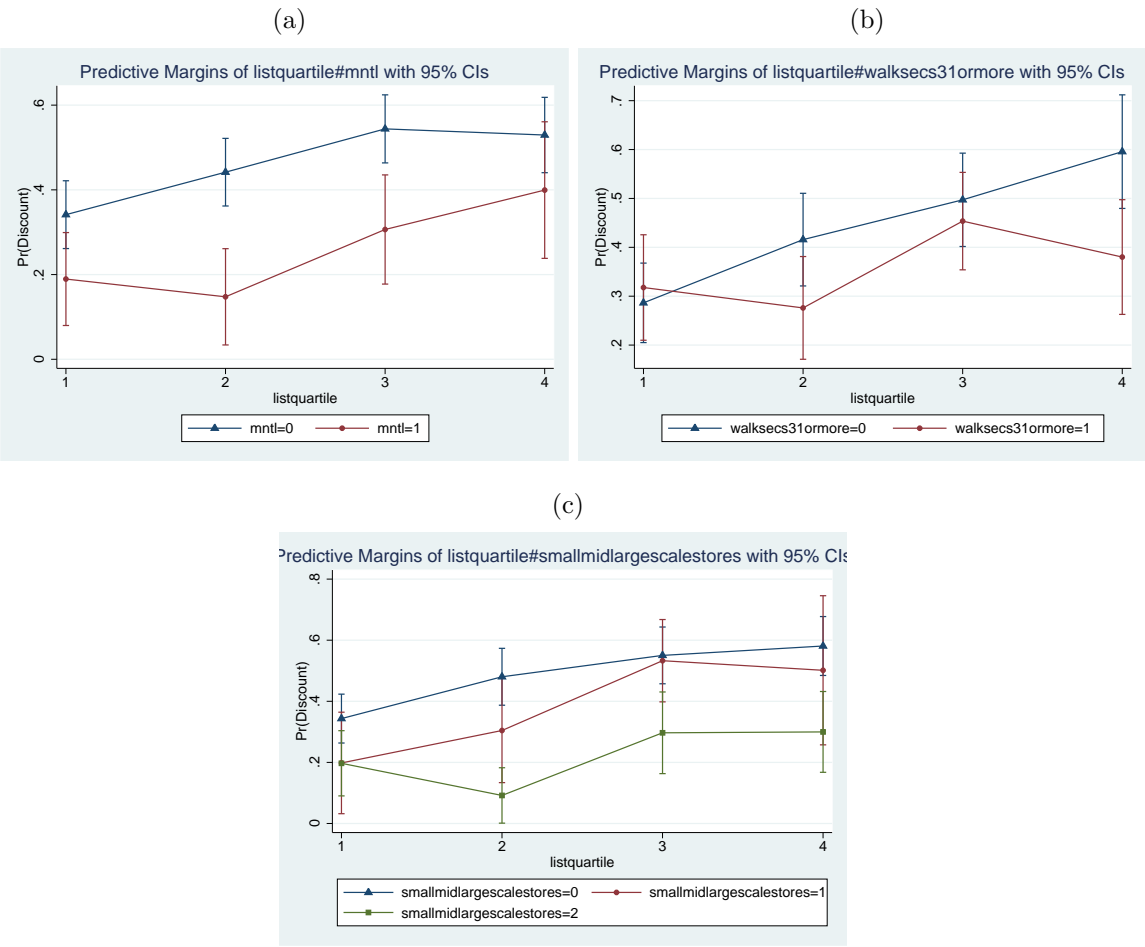 (a)
Predictive Margins of listquartile#mntl with 95% CIs
.6
.4
.2
0
Pr(Discount)
1 2 3 4
listquartile
mntl=0 mntl=1
(b)
Predictive Margins of listquartile#walksecs31ormore with 95% CIs
.7
.6
.5
.4
.3
.2
Pr(Discount)
1 2 3 4
listquartile
walksecs31ormore=0 walksecs31ormore=1
(c)
Predictive Margins of listquartile#smallmidlargescalestores with 95% CIs
.8
.6
.4
.2
0
Pr(Discount)
1 2 3 4
listquartile
smallmidlargescalestores=0 smallmidlargescalestores=1
smallmidlargescalestores=2